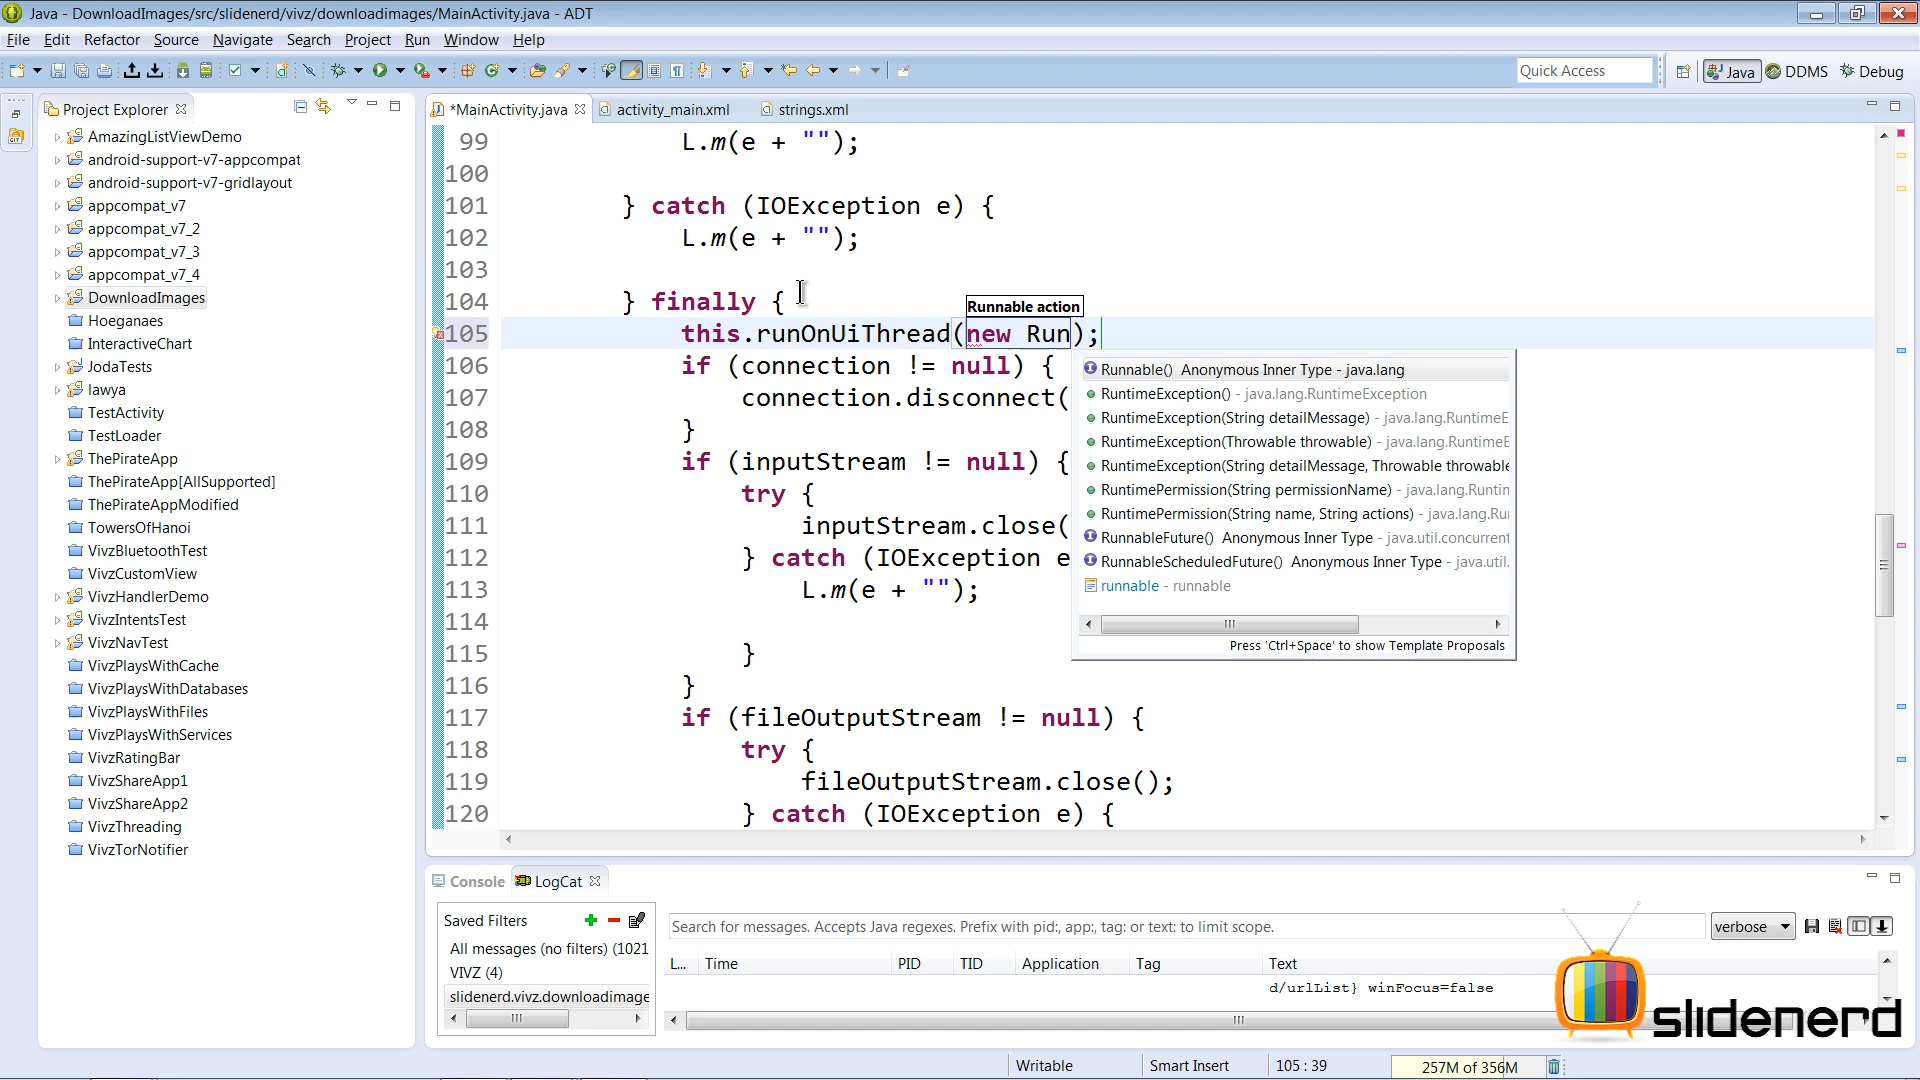 Java - DownloadImages/src/slidenerd/vivz/downloadimages/MainActivity.java - ADT
File Edit Refactor Source Navigate Search Project Run Window Help
Quick Access Java DDMS Debug
Project Explorer
AmazingListViewDemo
android-support-v7-appcompat
android-support-v7-gridlayout
appcompat_v7
appcompat_v7_2
appcompat_v7_3
appcompat_v7_4
DownloadImages
Hoeganaes
InteractiveChart
JodaTests
lawya
TestActivity
TestLoader
ThePirateApp
ThePirateApp[AllSupported]
ThePirateAppModified
TowersOfHanoi
VivzBluetoothTest
VivzCustomView
VivzHandlerDemo
VivzIntentsTest
VivzNavTest
VivzPlaysWithCache
VivzPlaysWithDatabases
VivzPlaysWithFiles
VivzPlaysWithServices
VivzRatingBar
VivzShareApp1
VivzShareApp2
VivzThreading
VivzTorNotifier
*MainActivity.java activity_main.xml strings.xml
99 L.m(e + "");
100
101 } catch (IOException e) {
102 L.m(e + "");
103
104 } finally {
Runnable action
105 this.runOnUiThread(new Run);
106 if (connection != null) {
107 connection.disconnect(
108 }
109 if (inputStream != null) {
110 try {
111 inputStream.close(
112 } catch (IOException e
113 L.m(e + "");
114
115 }
116 }
117 if (fileOutputStream != null) {
118 try {
119 fileOutputStream.close();
120 } catch (IOException e) {
Runnable() Anonymous Inner Type - java.lang
RuntimeException() - java.lang.RuntimeException
RuntimeException(String detailMessage) - java.lang.RuntimeE
RuntimeException(Throwable throwable) - java.lang.RuntimeE
RuntimeException(String detailMessage, Throwable throwable
RuntimePermission(String permissionName) - java.lang.Runtin
RuntimePermission(String name, String actions) - java.lang.Ru
RunnableFuture() Anonymous Inner Type - java.util.concurrent
RunnableScheduledFuture() Anonymous Inner Type - java.util.
runnable - runnable
Press 'Ctrl+Space' to show Template Proposals
Console LogCat
Saved Filters
All messages (no filters) (1021
VIVZ (4)
slidenerd.vivz.downloadimage
Search for messages. Accepts Java regexes. Prefix with pid:, app:, tag: or text: to limit scope.
verbose
L... Time PID TID Application Tag Text
d/urlList} winFocus=false
slidenerd
Writable Smart Insert 105 : 39 257M of 356M